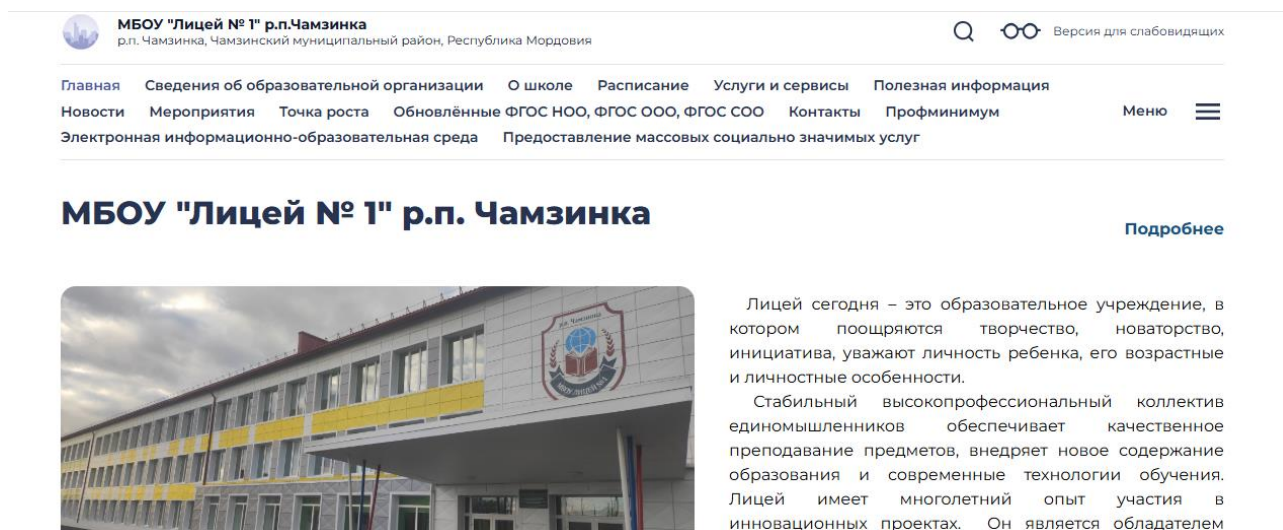 МБОУ "Лицей № 1" р.п.Чамзинка
р.п. Чамзинка, Чамзинский муниципальный район, Республика Мордовия
Версия для слабовидящих
Главная Сведения об образовательной организации О школе Расписание Услуги и сервисы Полезная информация
Новости Мероприятия Точка роста Обновлённые ФГОС НОО, ФГОС ООО, ФГОС СОО Контакты Профминимум
Меню
Электронная информационно-образовательная среда Предоставление массовых социально значимых услуг
МБОУ "Лицей № 1" р.п. Чамзинка
Подробнее
р.п. Чамзинка
МБОУ ЛИЦЕЙ №1
Лицей сегодня – это образовательное учреждение, в
котором поощряются творчество, новаторство,
инициатива, уважают личность ребенка, его возрастные
и личностные особенности.
Стабильный высокопрофессиональный коллектив
единомышленников обеспечивает качественное
преподавание предметов, внедряет новое содержание
образования и современные технологии обучения.
Лицей имеет многолетний опыт участия в
инновационных проектах. Он является обладателем